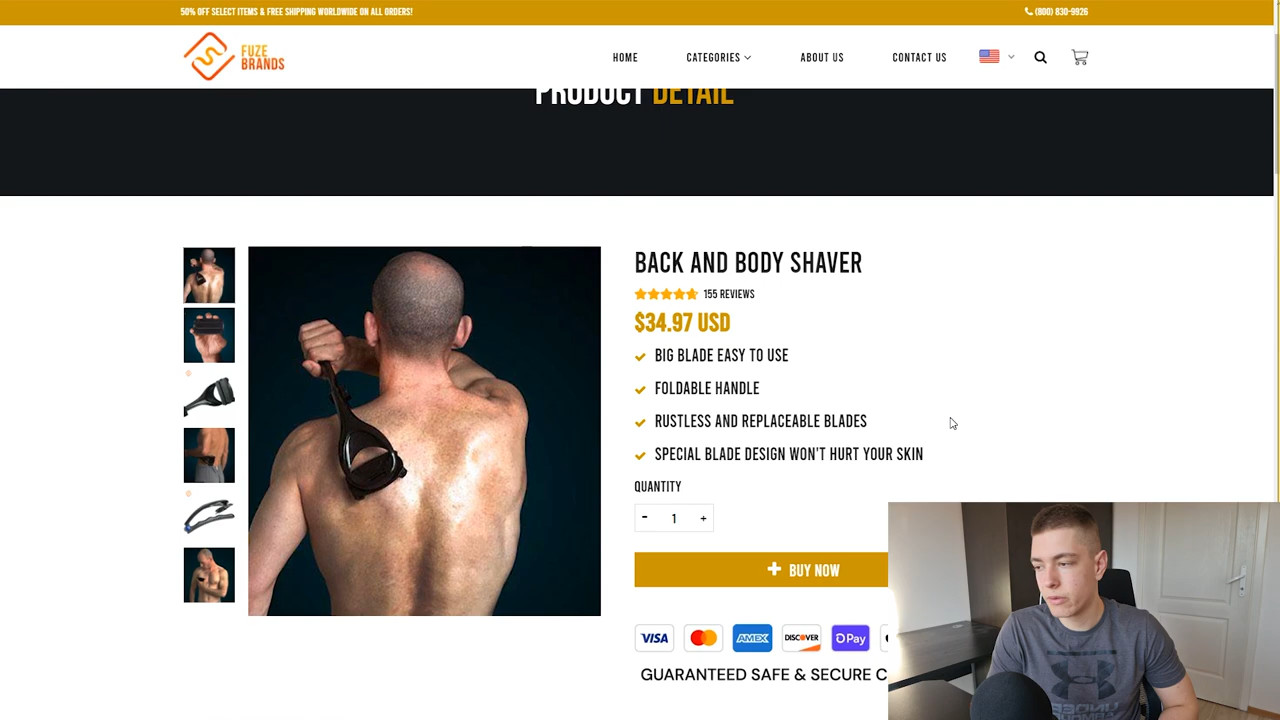 50% OFF SELECT ITEMS & FREE SHIPPING WORLDWIDE ON ALL ORDERS!
(800) 830-9926
FUZE
BRANDS
HOME
CATEGORIES
ABOUT US
CONTACT US
PRODUCT DETAIL
BACK AND BODY SHAVER
155 REVIEWS
$34.97 USD
BIG BLADE EASY TO USE
FOLDABLE HANDLE
RUSTLESS AND REPLACEABLE BLADES
SPECIAL BLADE DESIGN WON'T HURT YOUR SKIN
QUANTITY
- 1 +
+ BUY NOW
VISA
AMEX
DISCOVER
Pay
GUARANTEED SAFE & SECURE C
UNDER ARMOUR